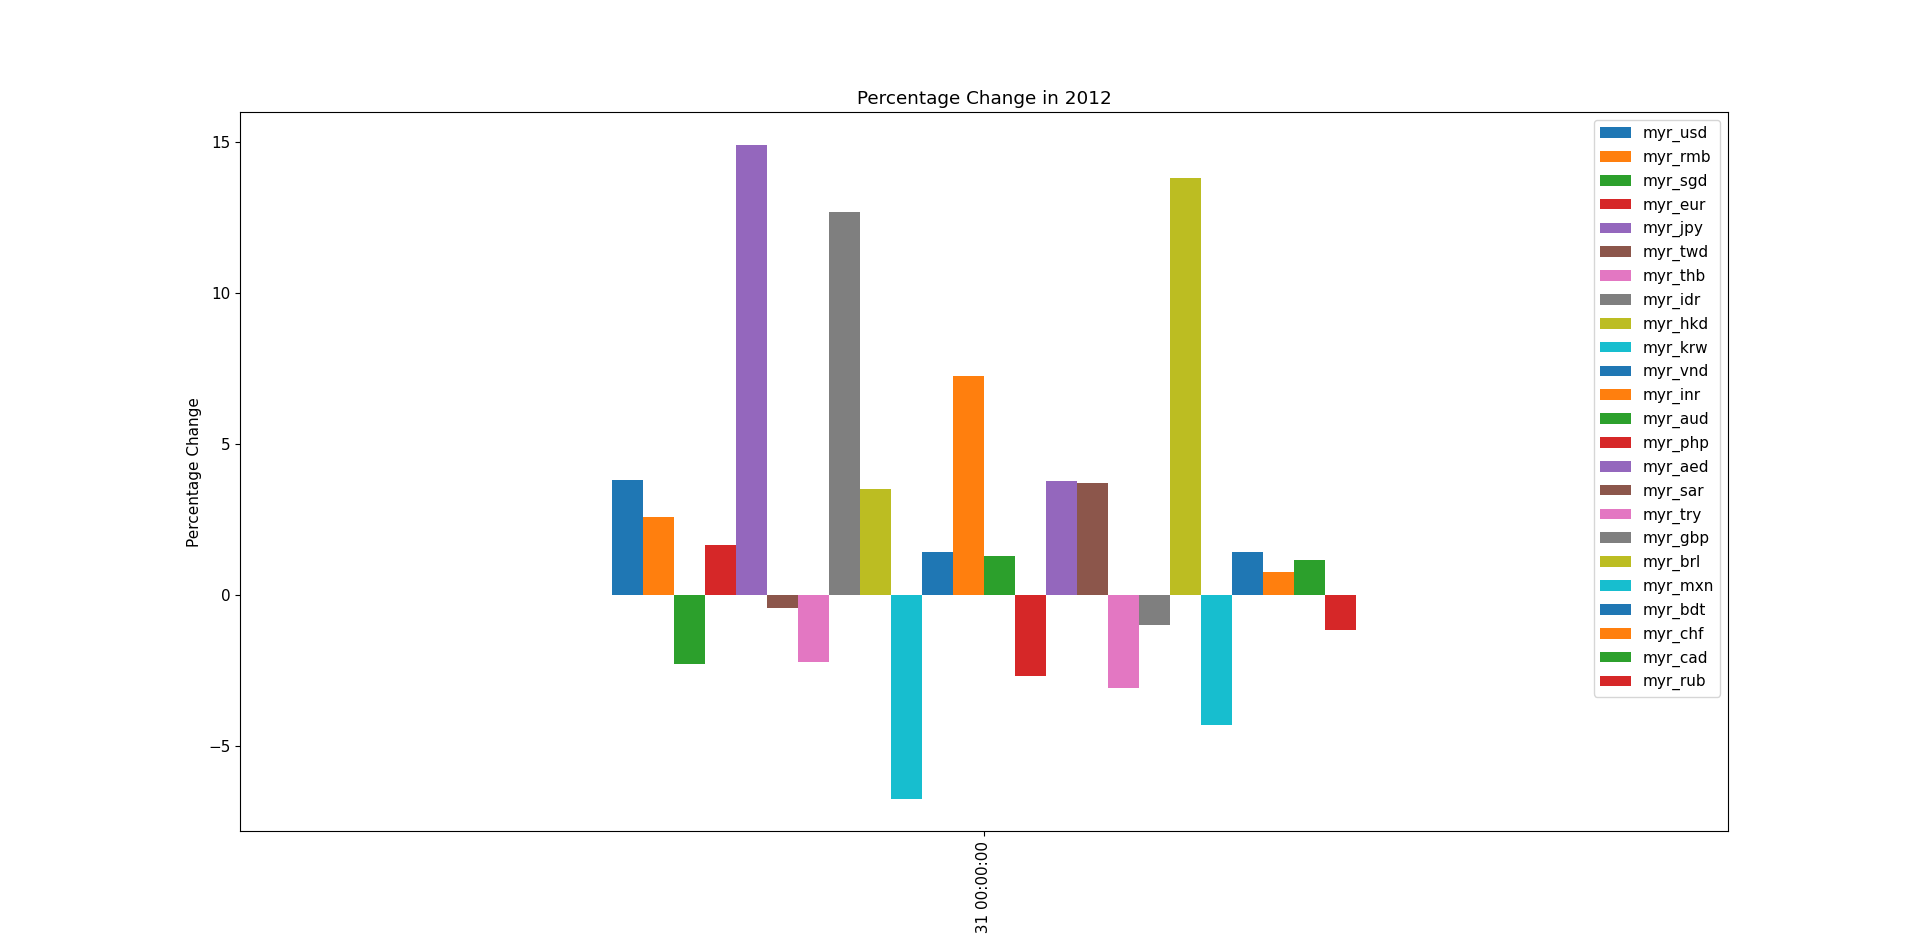 Percentage Change in 2012
Percentage Change
15
10
5
0
−5
31 00:00:00
myr_usd
myr_rmb
myr_sgd
myr_eur
myr_jpy
myr_twd
myr_thb
myr_idr
myr_hkd
myr_krw
myr_vnd
myr_inr
myr_aud
myr_php
myr_aed
myr_sar
myr_try
myr_gbp
myr_brl
myr_mxn
myr_bdt
myr_chf
myr_cad
myr_rub